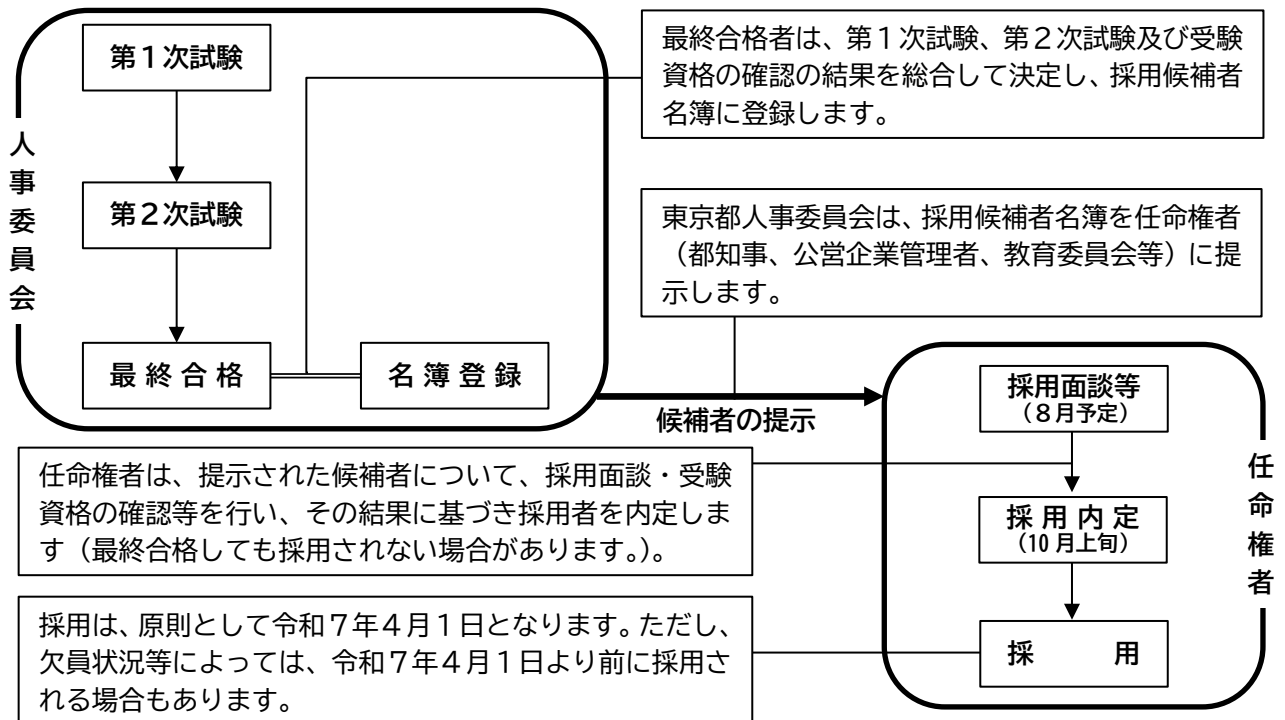 人事委員会
第１次試験
第２次試験
最終合格
名簿登録
最終合格者は、第１次試験、第２次試験及び受験
資格の確認の結果を総合して決定し、採用候補者
名簿に登録します。
東京都人事委員会は、採用候補者名簿を任命権者
（都知事、公営企業管理者、教育委員会等）に提
示します。
候補者の提示
任命権者
採用面談等
（８月予定）
採用内定
（10月上旬）
採　用
任命権者は、提示された候補者について、採用面談・受験
資格の確認等を行い、その結果に基づき採用者を内定しま
す（最終合格しても採用されない場合があります。）。
採用は、原則として令和７年４月１日となります。ただし、
欠員状況等によっては、令和７年４月１日より前に採用さ
れる場合もあります。